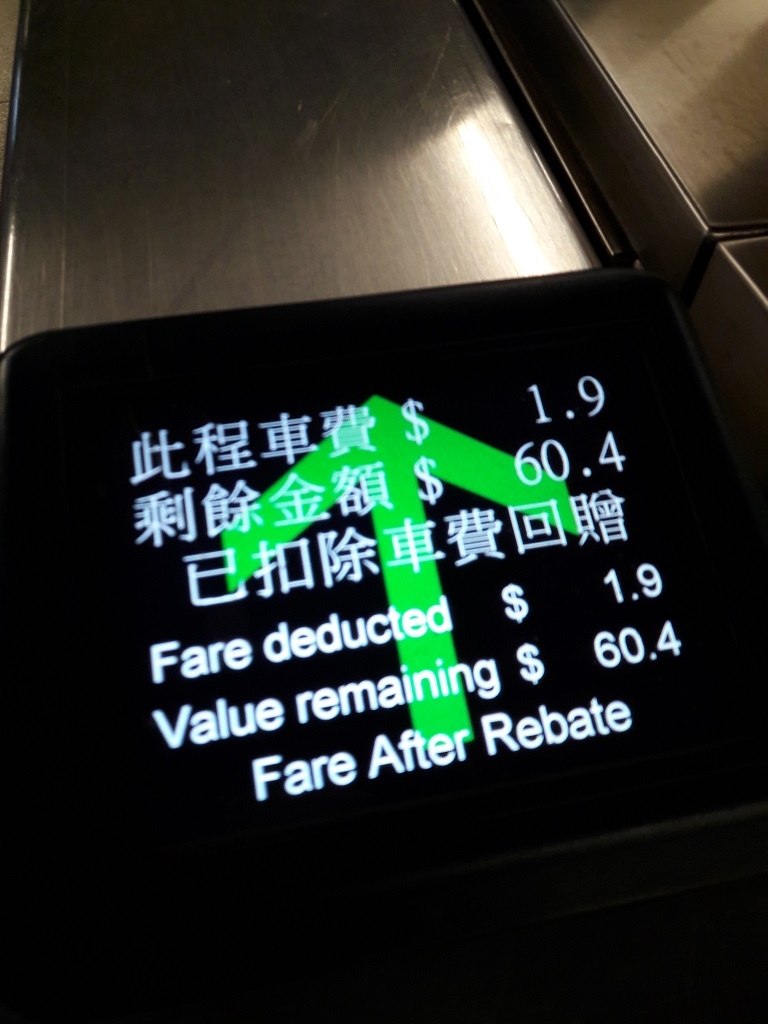 此程車費 $ 1.9
剩餘金額 $ 60.4
已扣除車費回贈
Fare deducted $ 1.9
Value remaining $ 60.4
Fare After Rebate